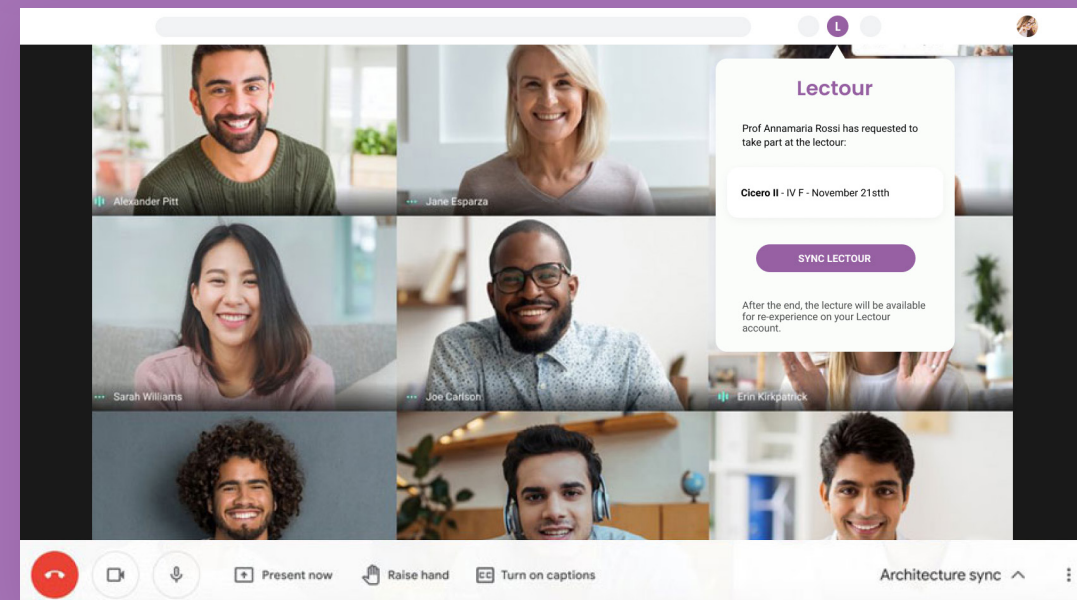 L
Lectour
Prof Annamaria Rossi has requested to
take part at the lectour:
Cicero II - IV F - November 21stth
SYNC LECTOUR
After the end, the lecture will be available
for re-experience on your Lectour
account.
Alexander Pitt
Jane Esparza
Sarah Williams
Joe Carlson
Erin Kirkpatrick
Present now
Raise hand
CC
Turn on captions
Architecture sync